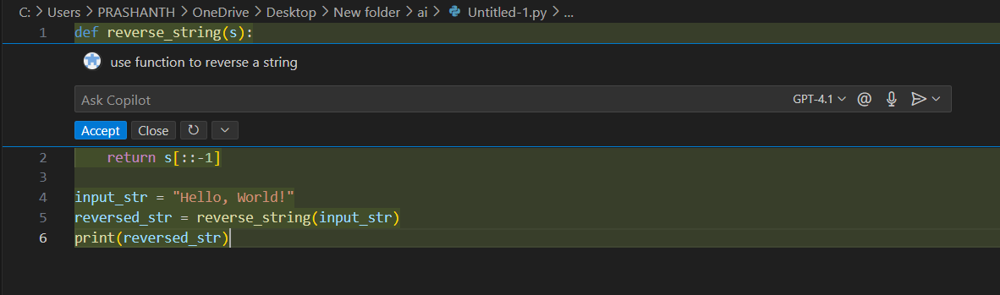 C: > Users > PRASHANTH > OneDrive > Desktop > New folder > ai > Untitled-1.py > ...
1 def reverse_string(s):
use function to reverse a string
Ask Copilot GPT-4.1 @
Accept Close
2     return s[::-1]
3
4 input_str = "Hello, World!"
5 reversed_str = reverse_string(input_str)
6 print(reversed_str)